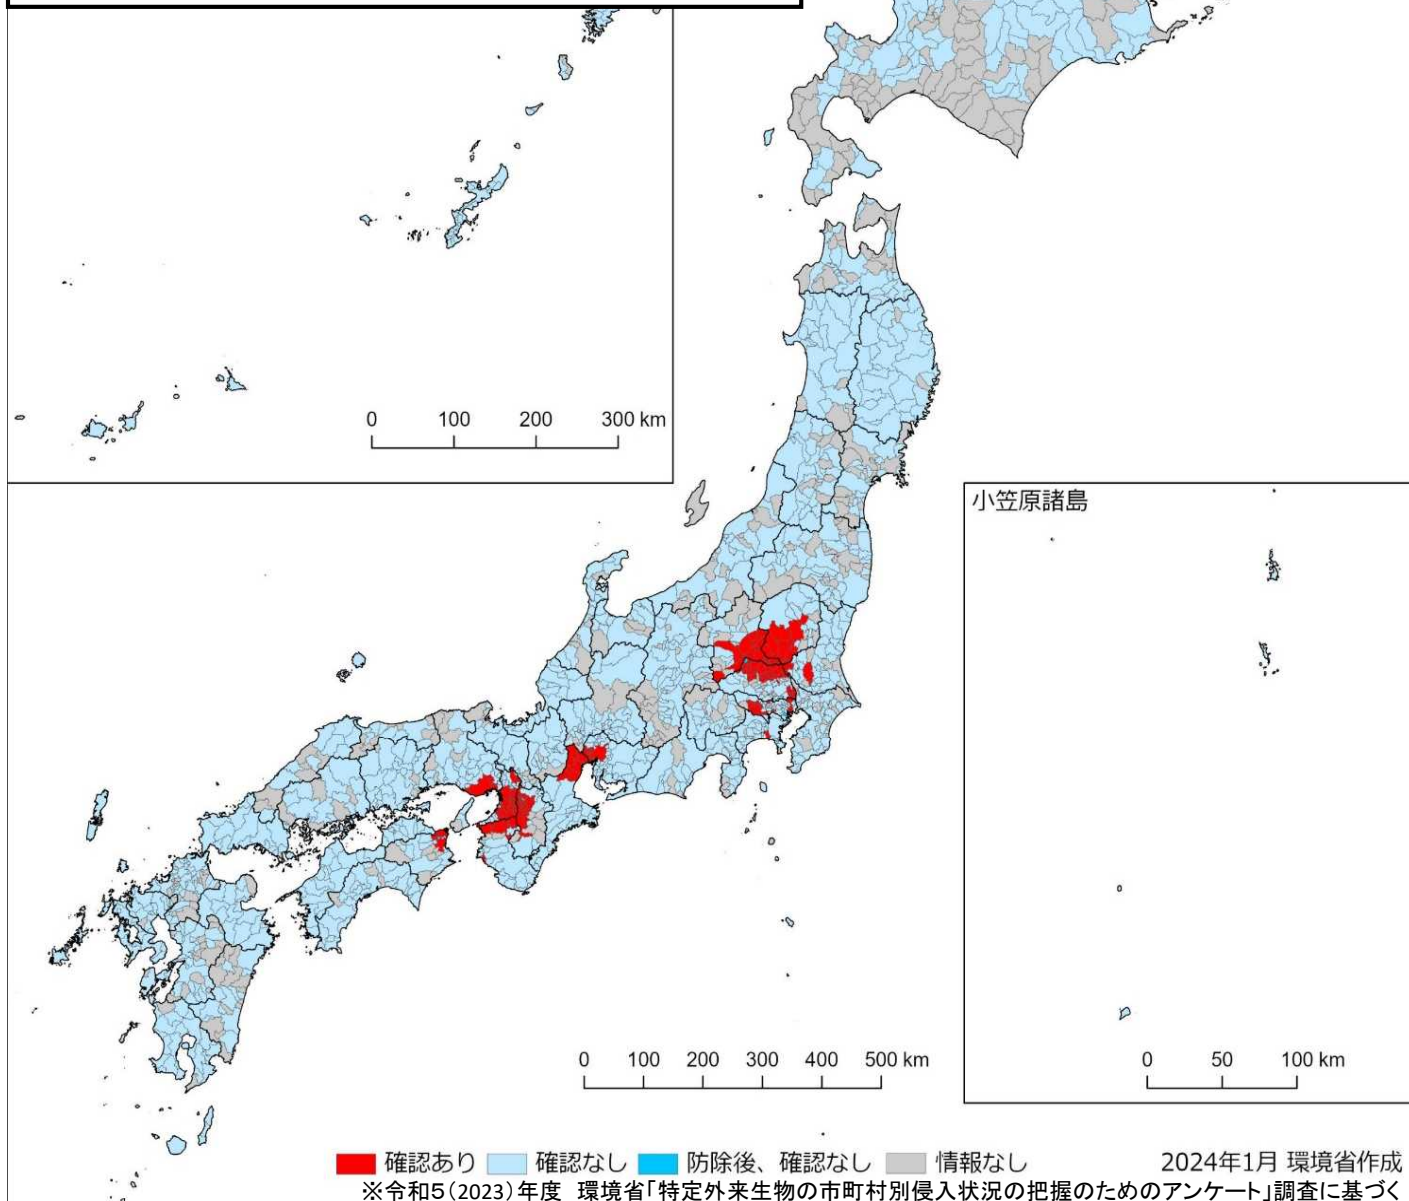 0 100 200 300 km
小笠原諸島
0 100 200 300 400 500 km
0 50 100 km
確認あり 確認なし 防除後、確認なし 情報なし
2024年1月 環境省作成
※令和5(2023)年度 環境省「特定外来生物の市町村別侵入状況の把握のためのアンケート」調査に基づく